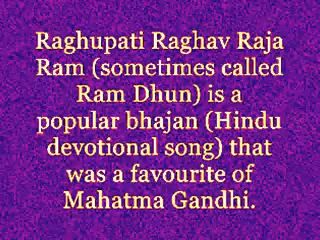 Raghupati Raghav Raja
Ram (sometimes called
Ram Dhun) is a
popular bhajan (Hindu
devotional song) that
was a favourite of
Mahatma Gandhi.